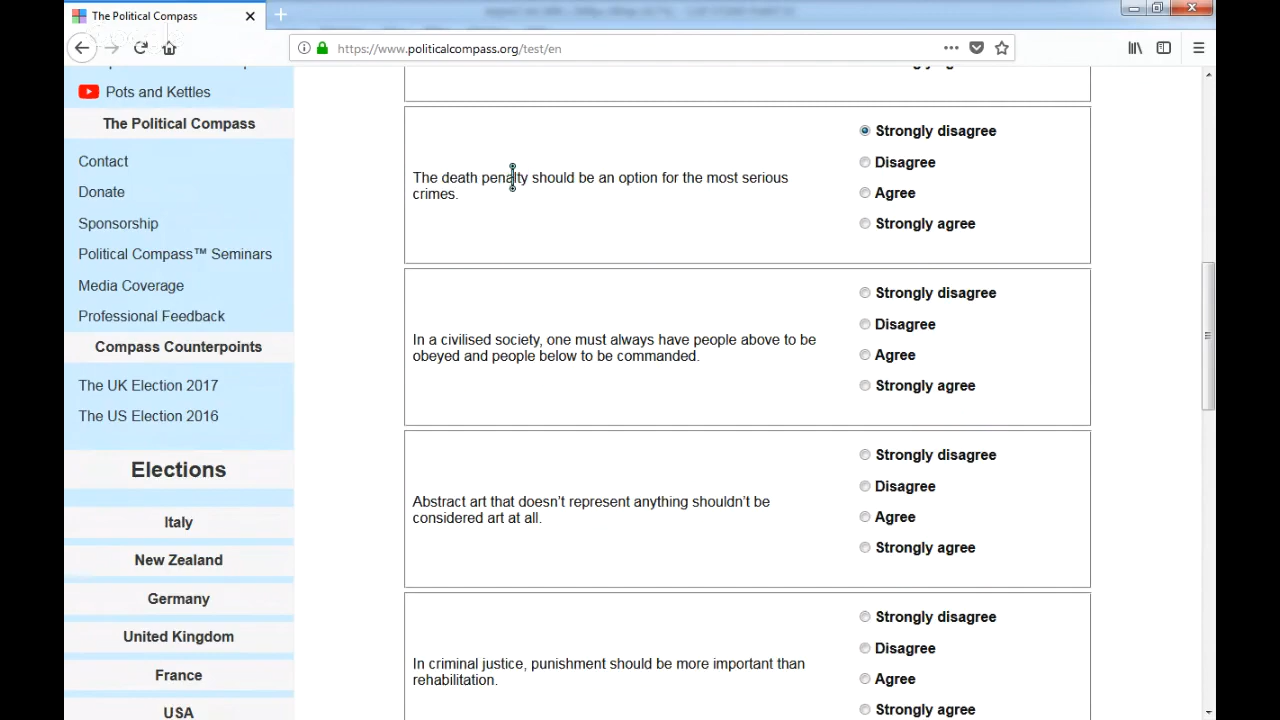 The Political Compass
https://www.politicalcompass.org/test/en
Pots and Kettles
The Political Compass
Contact
Donate
Sponsorship
Political Compass™ Seminars
Media Coverage
Professional Feedback
Compass Counterpoints
The UK Election 2017
The US Election 2016
Elections
Italy
New Zealand
Germany
United Kingdom
France
USA
The death penalty should be an option for the most serious
crimes.
Strongly disagree
Disagree
Agree
Strongly agree
In a civilised society, one must always have people above to be
obeyed and people below to be commanded.
Strongly disagree
Disagree
Agree
Strongly agree
Abstract art that doesn’t represent anything shouldn’t be
considered art at all.
Strongly disagree
Disagree
Agree
Strongly agree
In criminal justice, punishment should be more important than
rehabilitation.
Strongly disagree
Disagree
Agree
Strongly agree